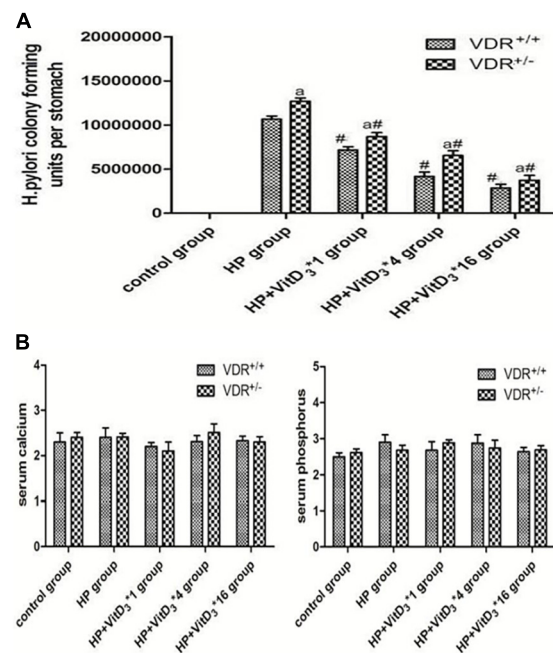 A
H.pylori colony forming
units per stomach
20000000
15000000
10000000
5000000
0
VDR+/+
VDR+/-
a
#
a#
#
a#
#
a#
control group
HP group
HP+VitD3*1 group
HP+VitD3*4 group
HP+VitD3*16 group
B
serum calcium
4
3
2
1
0
VDR+/+
VDR+/-
control group
HP group
HP+VitD3*1 group
HP+VitD3*4 group
HP+VitD3*16 group
serum phosphorus
5
4
3
2
1
0
VDR+/+
VDR+/-
control group
HP group
HP+VitD3*1 group
HP+VitD3*4 group
HP+VitD3*16 group